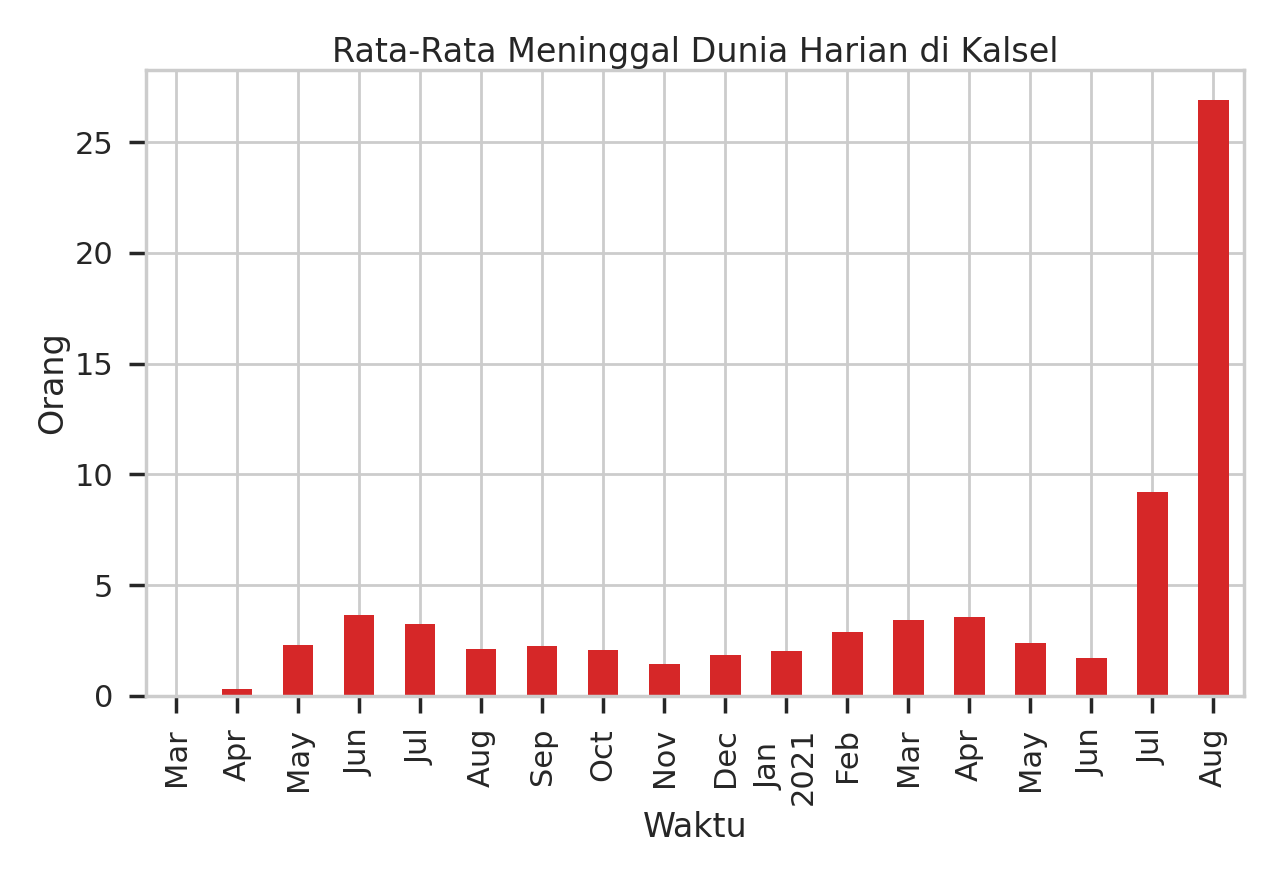 Rata-Rata Meninggal Dunia Harian di Kalsel
Orang
25
20
15
10
5
0
Mar
Apr
May
Jun
Jul
Aug
Sep
Oct
Nov
Dec
Jan
2021
Feb
Mar
Apr
May
Jun
Jul
Aug
Waktu